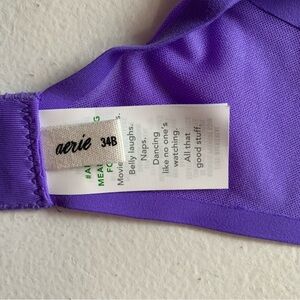 aerie 34B
Movie
Belly laughs.
Naps.
Dancing
like no one's
watching.
All that
good stuff.